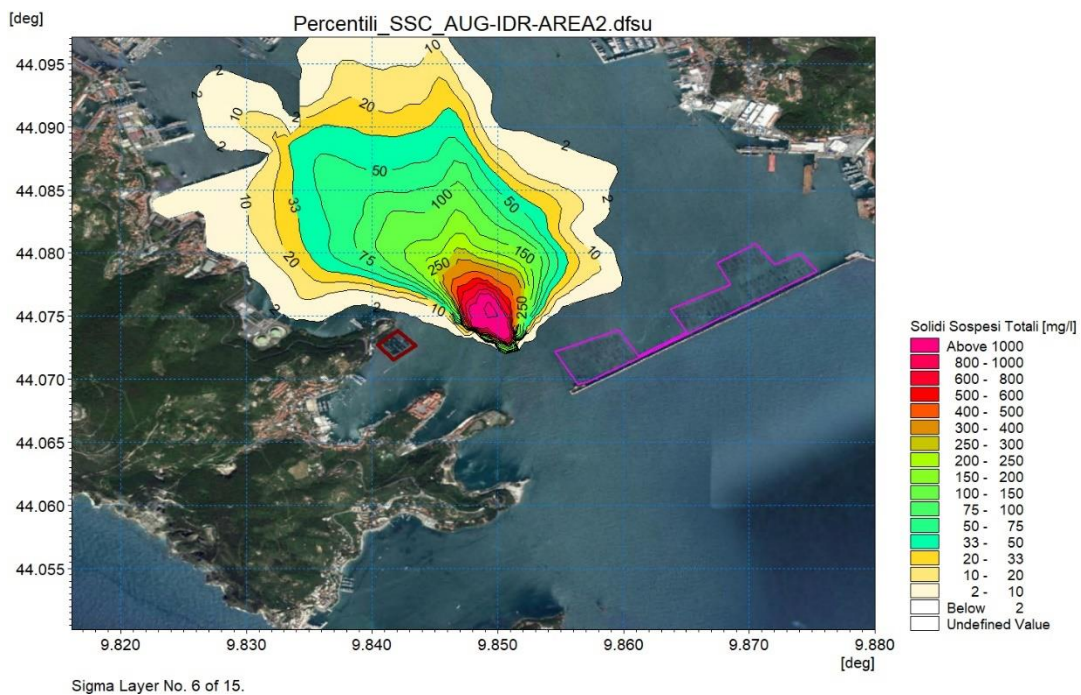 [deg]
Percentili_SSC_AUG-IDR-AREA2.dfsu
44.095
44.090
44.085
44.080
44.075
44.070
44.065
44.060
44.055
10
2
20
2
10
2
2
50
33
100
50
2
10
150
10
20
75
250
250
2
10
2
Solidi Sospesi Totali [mg/l]
Above 1000
800 - 1000
600 - 800
500 - 600
400 - 500
300 - 400
250 - 300
200 - 250
150 - 200
100 - 150
75 - 100
50 - 75
33 - 50
20 - 33
10 - 20
2 - 10
Below 2
Undefined Value
9.820
9.830
9.840
9.850
9.860
9.870
9.880
[deg]
Sigma Layer No. 6 of 15.